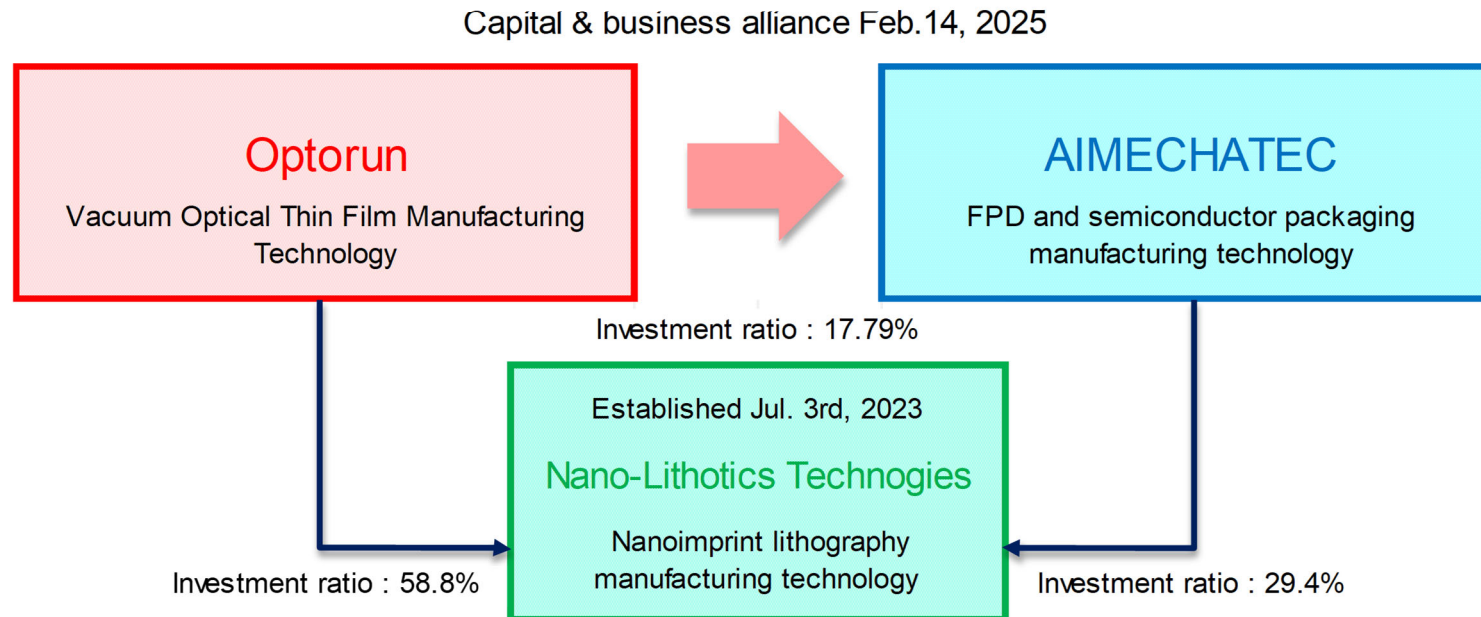 Capital & business alliance Feb.14, 2025
Optorun
Vacuum Optical Thin Film Manufacturing
Technology
AIMECHATEC
FPD and semiconductor packaging
manufacturing technology
Investment ratio : 17.79%
Established Jul. 3rd, 2023
Nano-Lithotics Technogies
Nanoimprint lithography
manufacturing technology
Investment ratio : 58.8%
Investment ratio : 29.4%